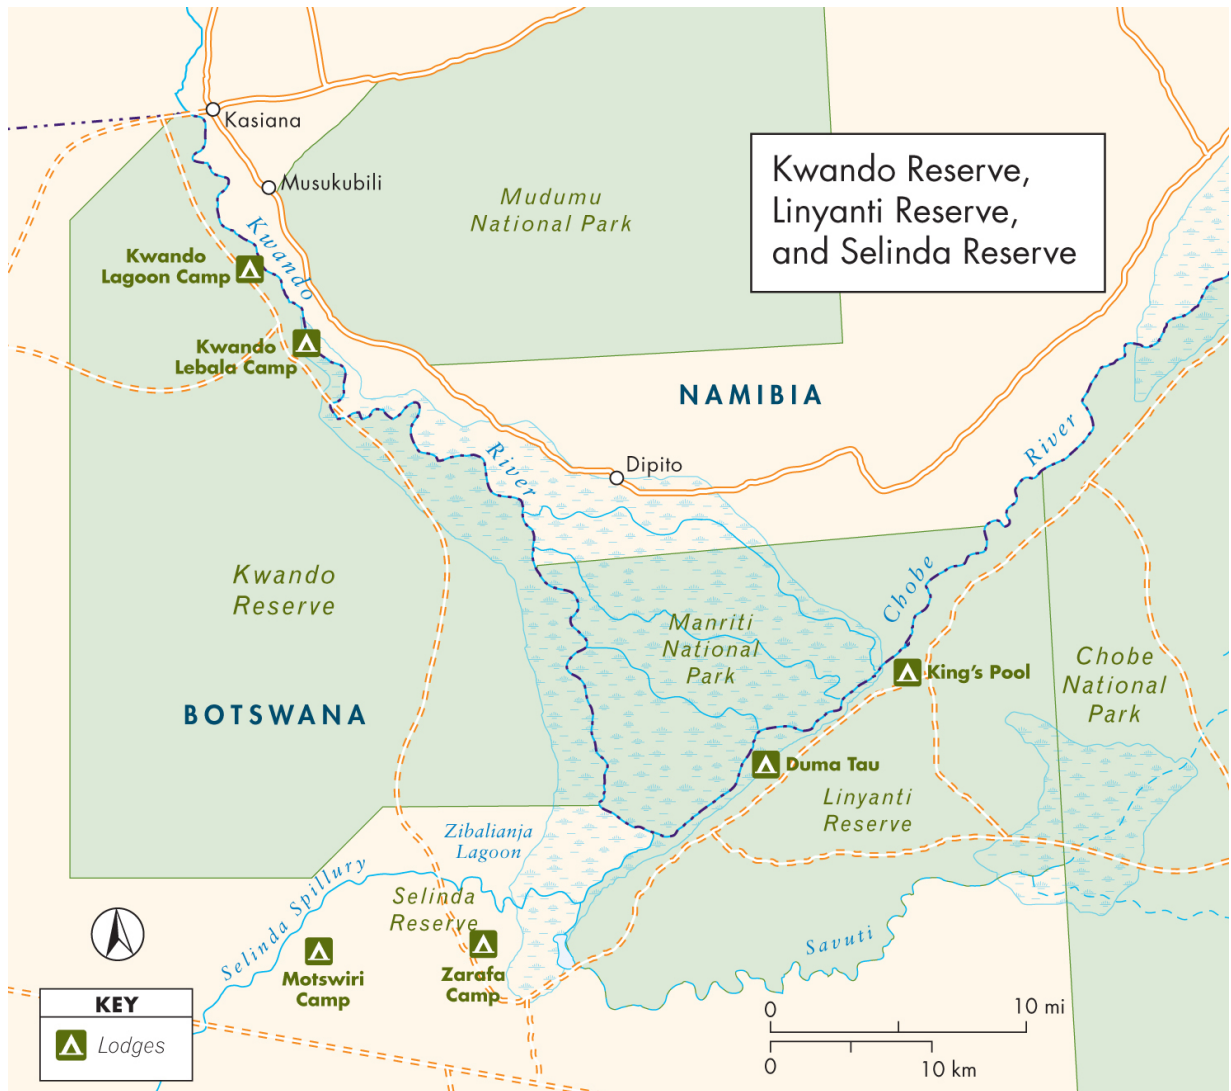 Kasiana
Musukubili
Mudumu
National Park
Kwando Reserve,
Linyanti Reserve,
and Selinda Reserve
Kwando
River
Kwando
Lagoon Camp
Kwando
Lebala Camp
NAMIBIA
Dipito
River
Chobe
Kwando
Reserve
Manriti
National
Park
King's Pool
Chobe
National
Park
BOTSWANA
Duma Tau
Linyanti
Reserve
Zibalianja
Lagoon
Selinda Spillury
Selinda
Reserve
Savuti
Motswiri
Camp
Zarafa
Camp
KEY
Lodges
0 10 mi
0 10 km